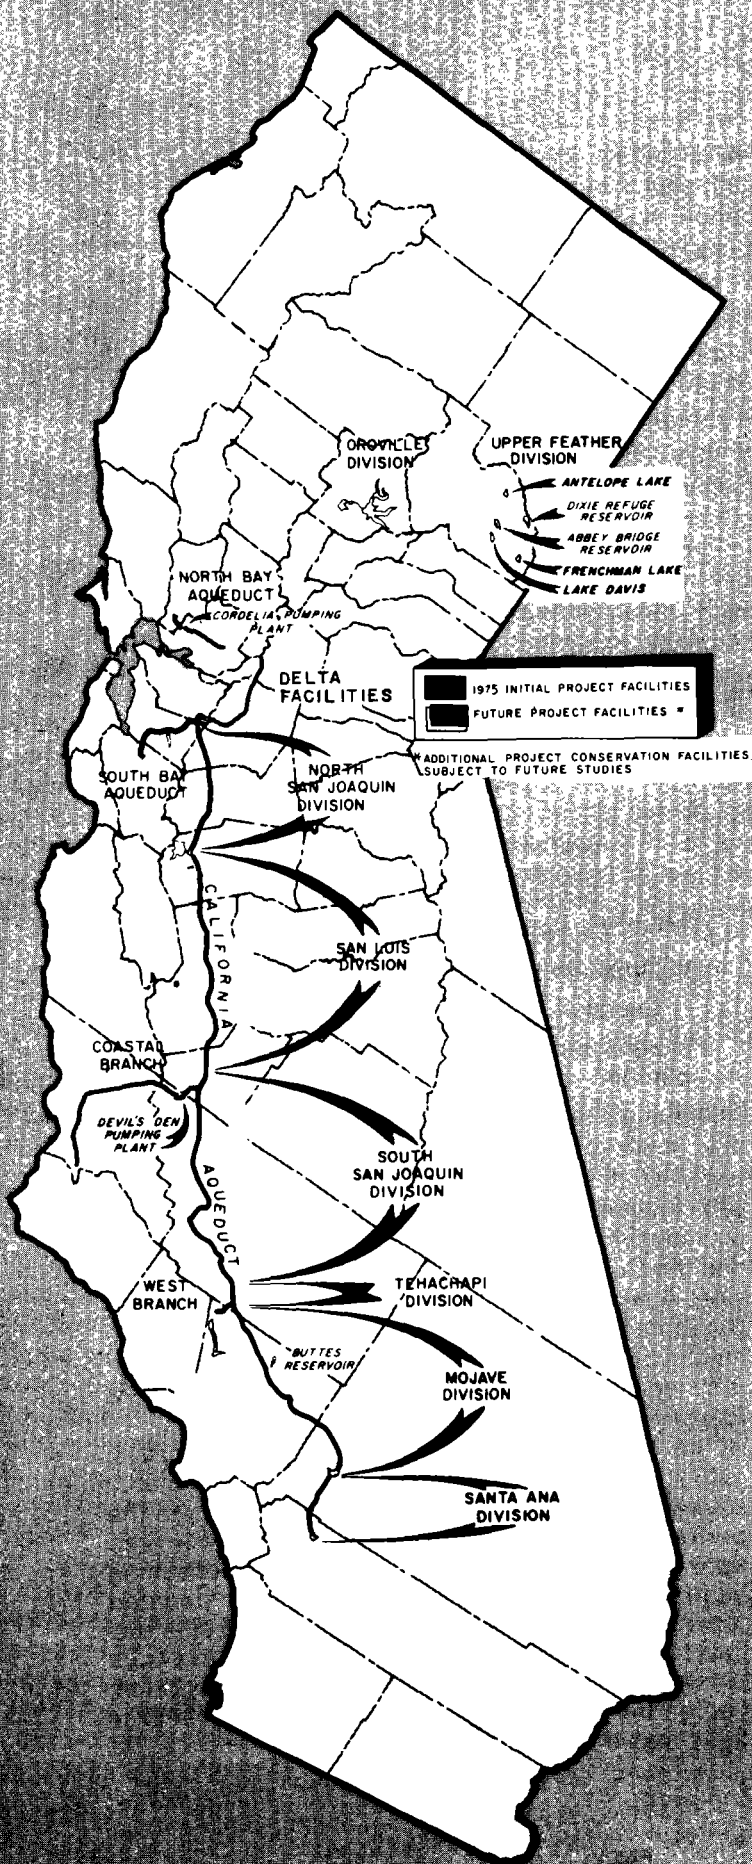 OROVILLE
DIVISION
UPPER FEATHER
DIVISION
ANTELOPE LAKE
DIXIE REFUGE
RESERVOIR
ABBEY BRIDGE
RESERVOIR
FRENCHMAN LAKE
LAKE DAVIS
NORTH BAY
AQUEDUCT
CORDELIA PUMPING
PLANT
DELTA
FACILITIES
1975 INITIAL PROJECT FACILITIES
FUTURE PROJECT FACILITIES *
*ADDITIONAL PROJECT CONSERVATION FACILITIES
SUBJECT TO FUTURE STUDIES
SOUTH BAY
AQUEDUCT
NORTH
SAN JOAQUIN
DIVISION
CALIFORNIA
SAN LUIS
DIVISION
COASTAL
BRANCH
DEVIL'S DEN
PUMPING
PLANT
SOUTH
SAN JOAQUIN
DIVISION
AQUEDUCT
WEST
BRANCH
TEHACHAPI
DIVISION
BUTTES
RESERVOIR
MOJAVE
DIVISION
SANTA ANA
DIVISION